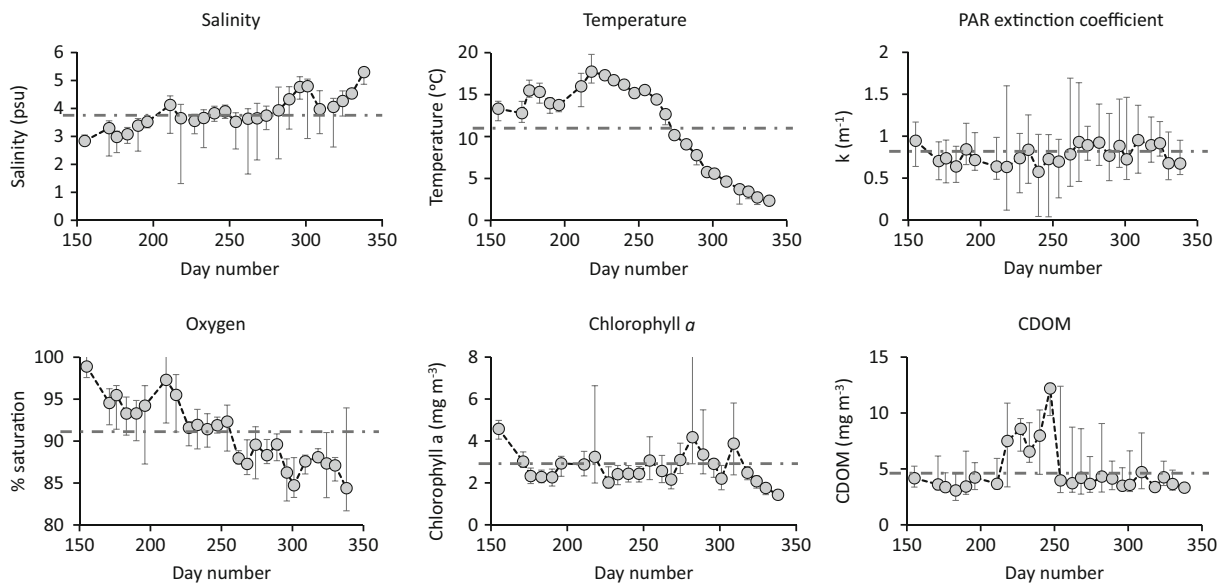 Salinity
6
5
4
3
2
1
0
Salinity (psu)
150 200 250 300 350
Day number
Temperature
20
15
10
5
0
Temperature (°C)
150 200 250 300 350
Day number
PAR extinction coefficient
2
1.5
1
0.5
0
k (m⁻¹)
150 200 250 300 350
Day number
Oxygen
100
95
90
85
80
% saturation
150 200 250 300 350
Day number
Chlorophyll a
8
6
4
2
0
Chlorophyll a (mg m⁻³)
150 200 250 300 350
Day number
CDOM
15
10
5
0
CDOM (mg m⁻³)
150 200 250 300 350
Day number